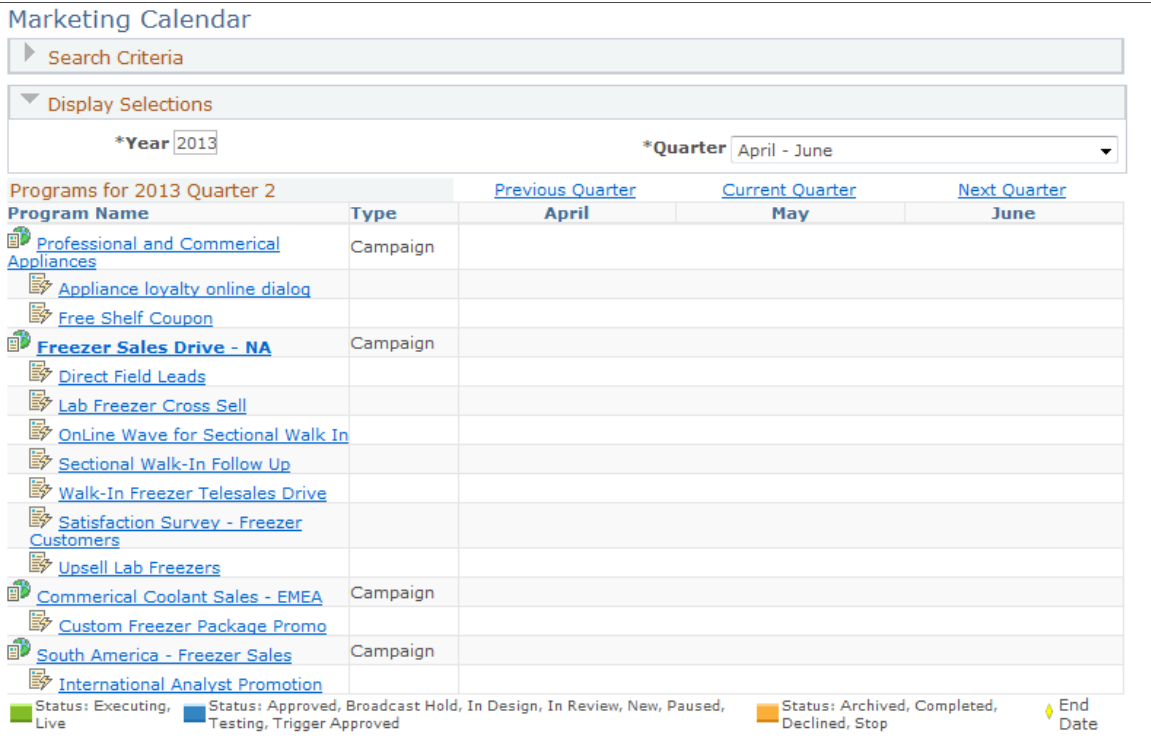 Marketing Calendar
Search Criteria
Display Selections
*Year 2013 *Quarter April - June
Programs for 2013 Quarter 2 Previous Quarter Current Quarter Next Quarter
Program Name Type April May June
Professional and Commerical Campaign
Appliances
Appliance loyalty online dialog
Free Shelf Coupon
Freezer Sales Drive - NA Campaign
Direct Field Leads
Lab Freezer Cross Sell
OnLine Wave for Sectional Walk In
Sectional Walk-In Follow Up
Walk-In Freezer Telesales Drive
Satisfaction Survey - Freezer
Customers
Upsell Lab Freezers
Commerical Coolant Sales - EMEA Campaign
Custom Freezer Package Promo
South America - Freezer Sales Campaign
International Analyst Promotion
Status: Executing, Status: Approved, Broadcast Hold, In Design, In Review, New, Paused, Status: Archived, Completed, End
Live Testing, Trigger Approved Declined, Stop Date